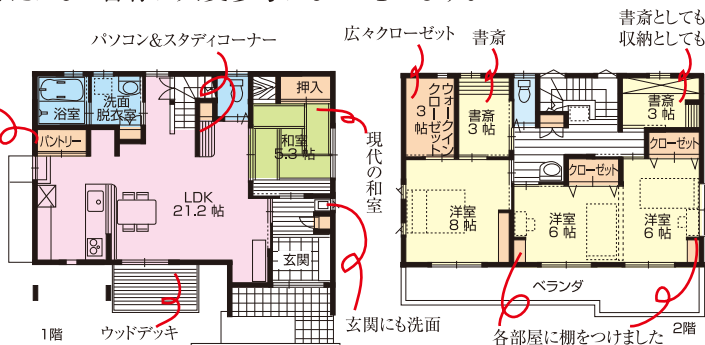 パソコン&スタディコーナー
広々クローゼット
書斎
書斎としても
収納としても
浴室
洗面
脱衣室
押入
パントリー
和室
5.3 帖
現代の和室
LDK
21.2 帖
玄関
玄関にも洗面
ウッドデッキ
1階
ウォークイン
クローゼット
3帖
書斎
3 帖
書斎
3 帖
クローゼット
クローゼット
洋室
8 帖
洋室
6 帖
洋室
6 帖
ベランダ
各部屋に棚をつけました
2階